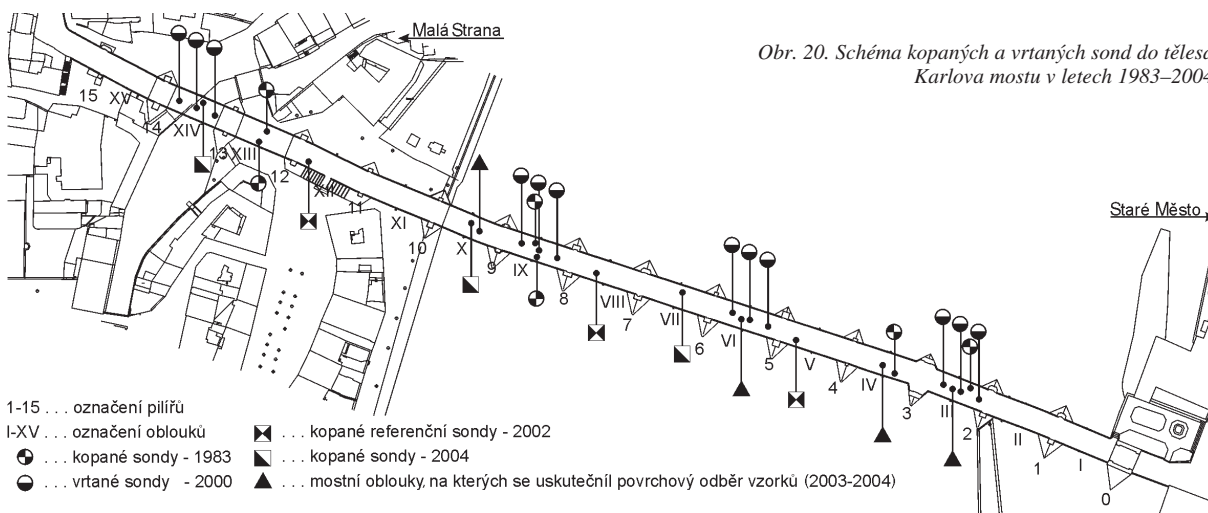 Malá Strana
Obr. 20. Schéma kopaných a vrtaných sond do tělesa
Karlova mostu v letech 1983–2004
Staré Město
15
XV
14
XIV
13
XIII
12
XII
11
XI
10
X
9
IX
8
VIII
7
VII
6
VI
5
V
4
IV
3
III
2
II
1
I
0
1-15 . . . označení pilířů
I-XV . . . označení oblouků
. . . kopané sondy - 1983
. . . vrtané sondy - 2000
. . . kopané referenční sondy - 2002
. . . kopané sondy - 2004
. . . mostní oblouky, na kterých se uskutečníl povrchový odběr vzorků (2003-2004)